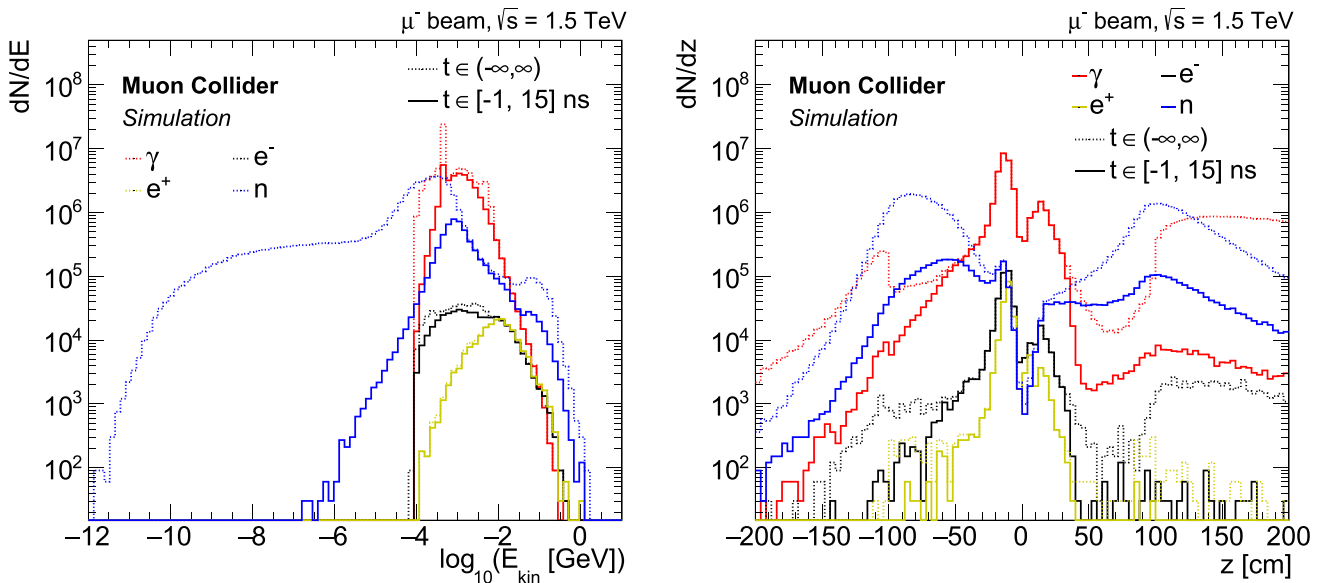 μ⁻ beam, √s = 1.5 TeV
dN/dE
Muon Collider
Simulation
t ∈ (-∞,∞)
t ∈ [-1, 15] ns
γ e⁻
e⁺ n
10⁸
10⁷
10⁶
10⁵
10⁴
10³
10²
−12 −10 −8 −6 −4 −2 0
log₁₀(E_kin [GeV])
μ⁻ beam, √s = 1.5 TeV
dN/dz
Muon Collider
Simulation
γ e⁻
e⁺ n
t ∈ (-∞,∞)
t ∈ [-1, 15] ns
10⁸
10⁷
10⁶
10⁵
10⁴
10³
10²
−200 −150 −100 −50 0 50 100 150 200
z [cm]